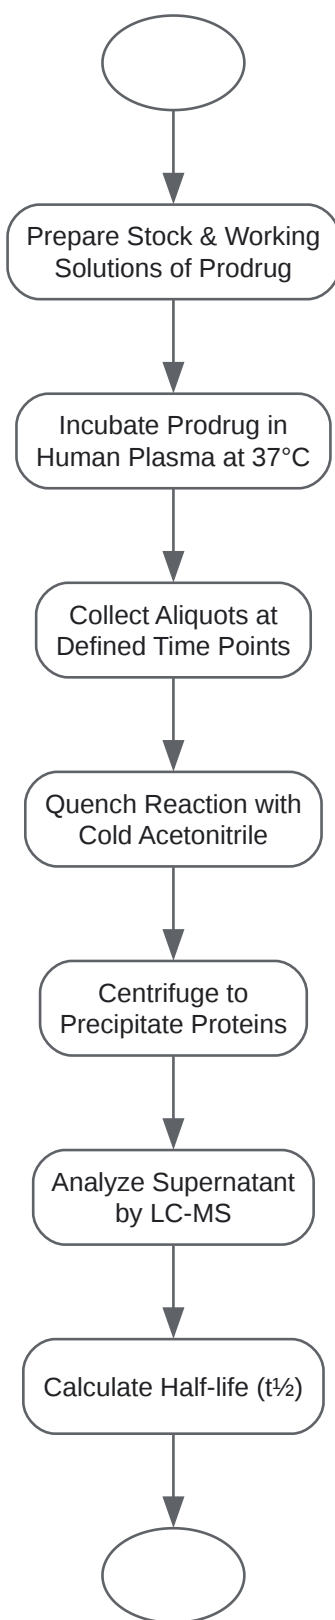 Prepare Stock & Working
Solutions of Prodrug
Incubate Prodrug in
Human Plasma at 37°C
Collect Aliquots at
Defined Time Points
Quench Reaction with
Cold Acetonitrile
Centrifuge to
Precipitate Proteins
Analyze Supernatant
by LC-MS
Calculate Half-life (t½)